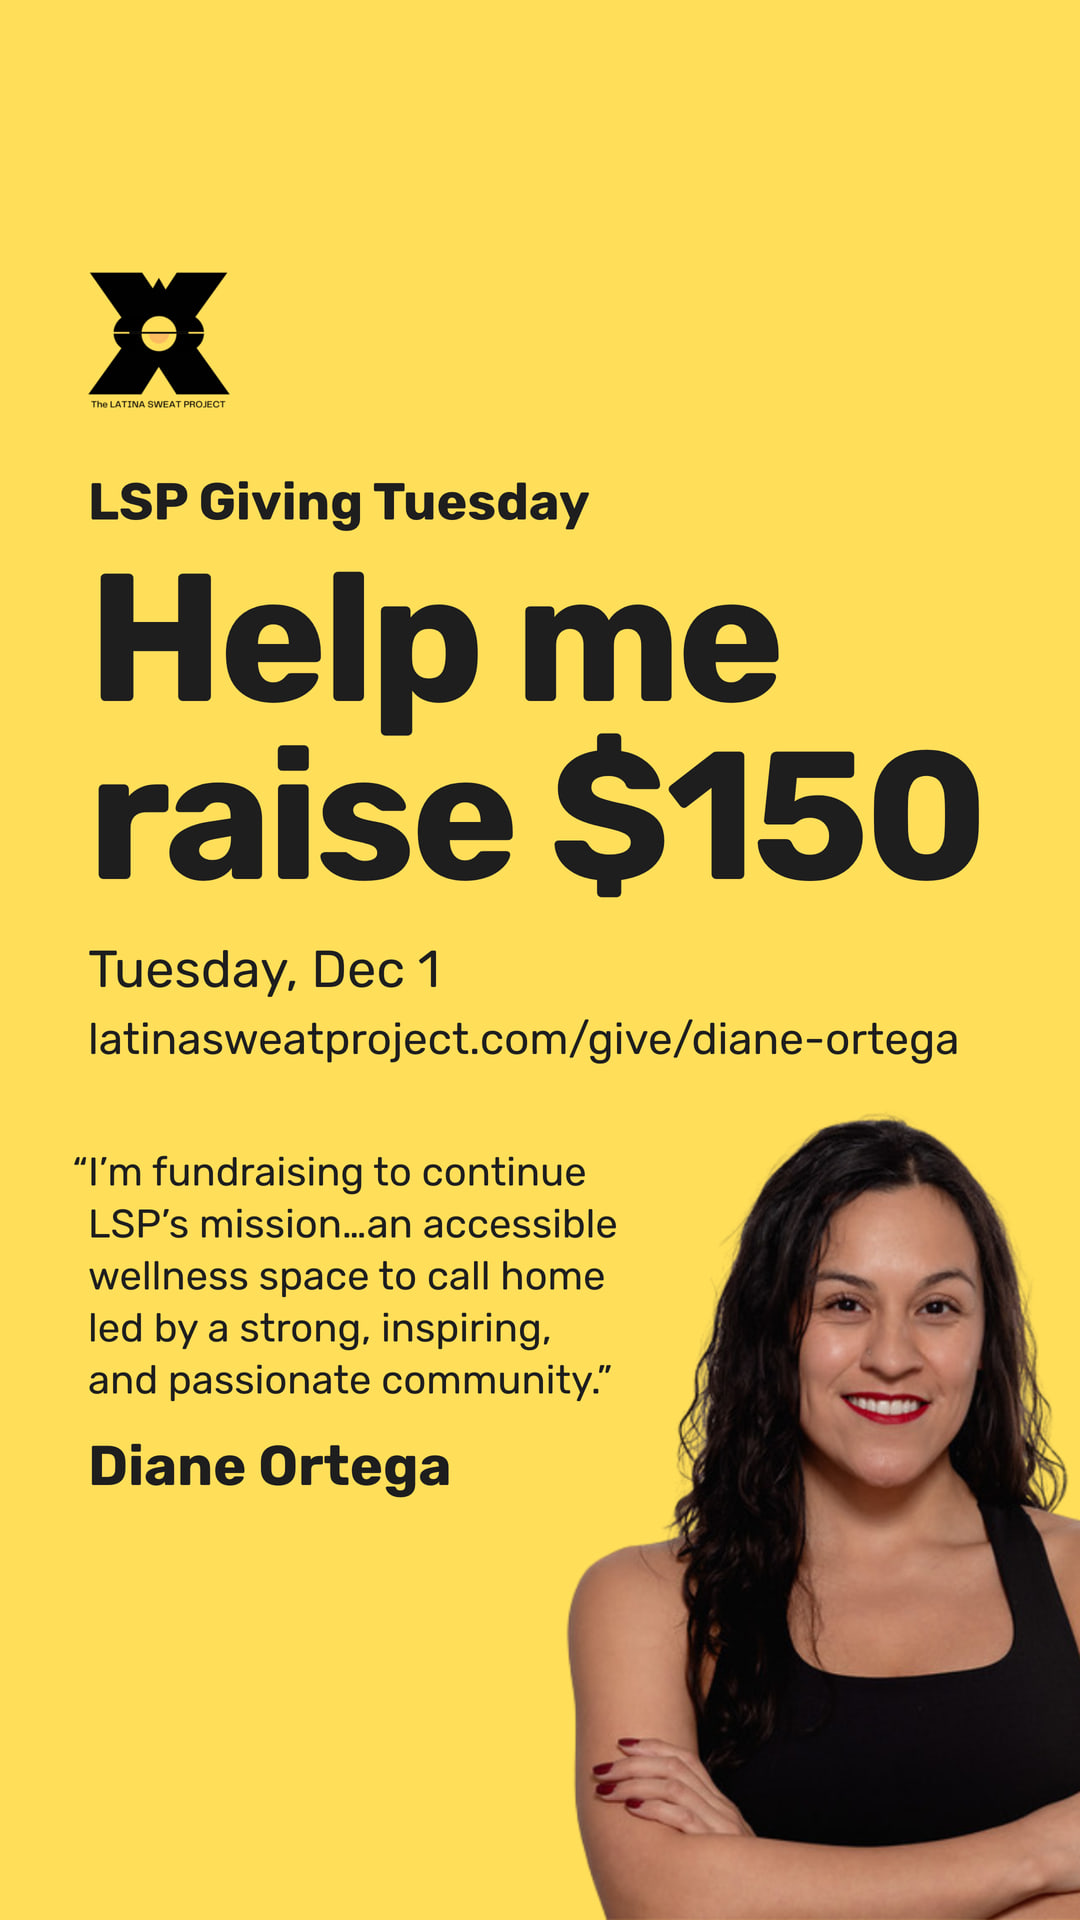 The LATINA SWEAT PROJECT
LSP Giving Tuesday
Help me
raise $150
Tuesday, Dec 1
latinasweatproject.com/give/diane-ortega
“I’m fundraising to continue
LSP’s mission...an accessible
wellness space to call home
led by a strong, inspiring,
and passionate community.”
Diane Ortega